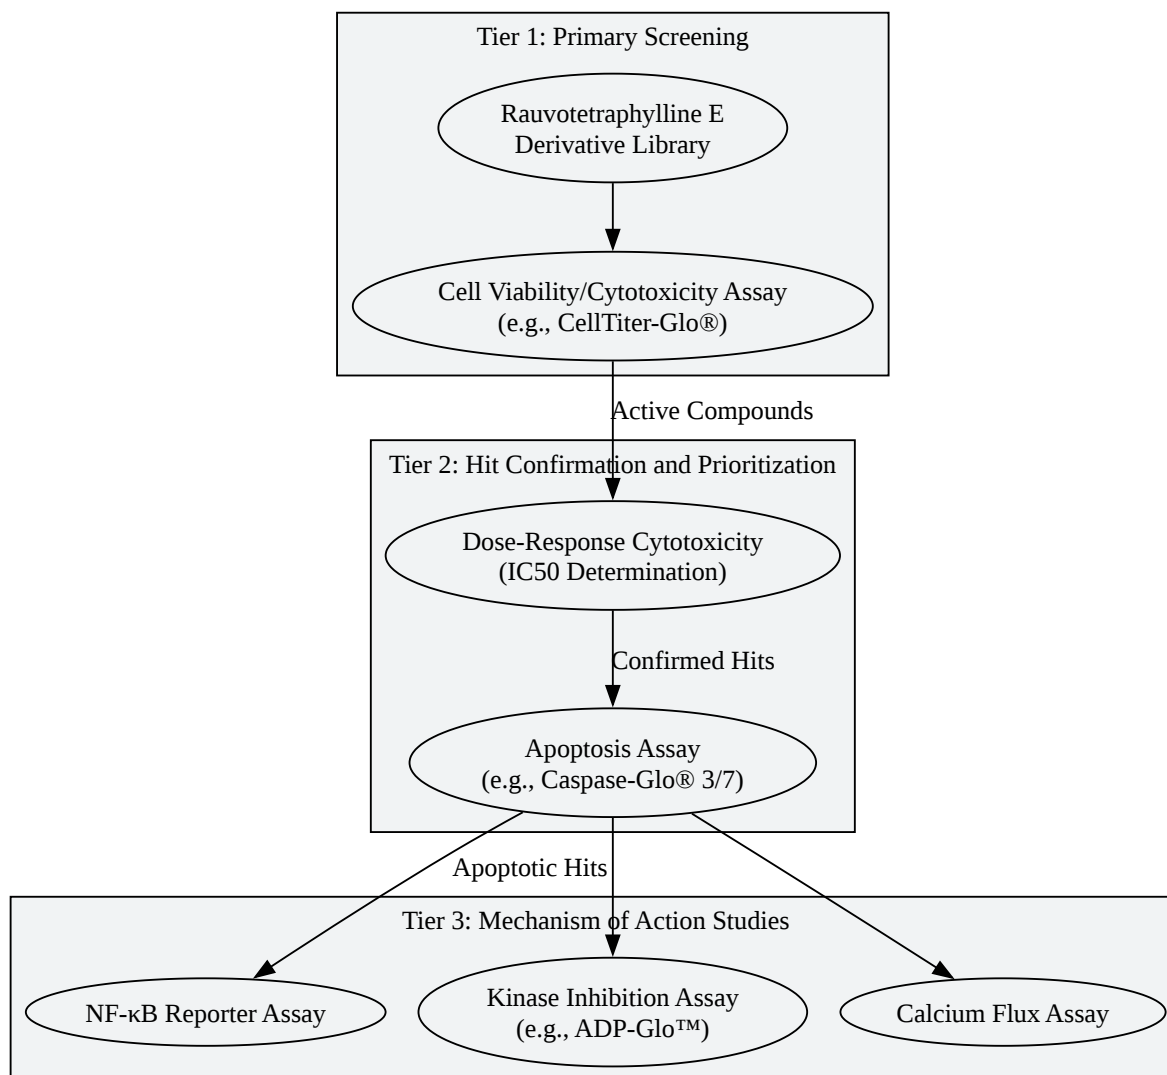 Tier 1: Primary Screening
Rauvotetraphylline E
Derivative Library
Cell Viability/Cytotoxicity Assay
(e.g., CellTiter-Glo®)
Active Compounds
Tier 2: Hit Confirmation and Prioritization
Dose-Response Cytotoxicity
(IC50 Determination)
Confirmed Hits
Apoptosis Assay
(e.g., Caspase-Glo® 3/7)
Apoptotic Hits
Tier 3: Mechanism of Action Studies
NF-κB Reporter Assay
Kinase Inhibition Assay
(e.g., ADP-Glo™)
Calcium Flux Assay